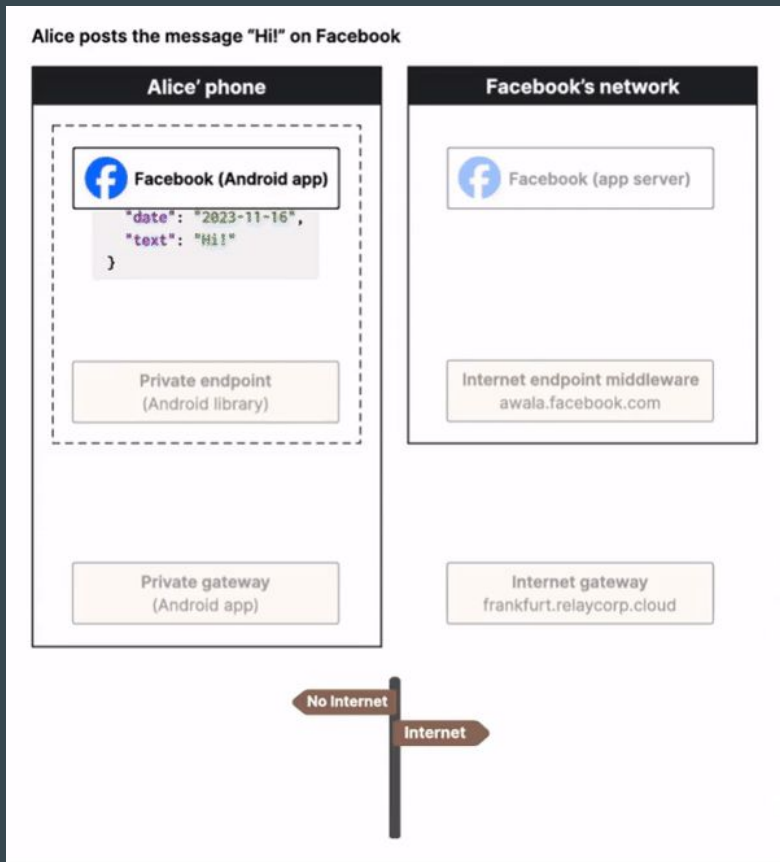 Alice posts the message “Hi!” on Facebook
Alice’ phone
Facebook (Android app)
"date": "2023-11-16",
"text": "Hi!"
}
Private endpoint
(Android library)
Private gateway
(Android app)
Facebook’s network
Facebook (app server)
Internet endpoint middleware
awala.facebook.com
Internet gateway
frankfurt.relaycorp.cloud
No Internet
Internet